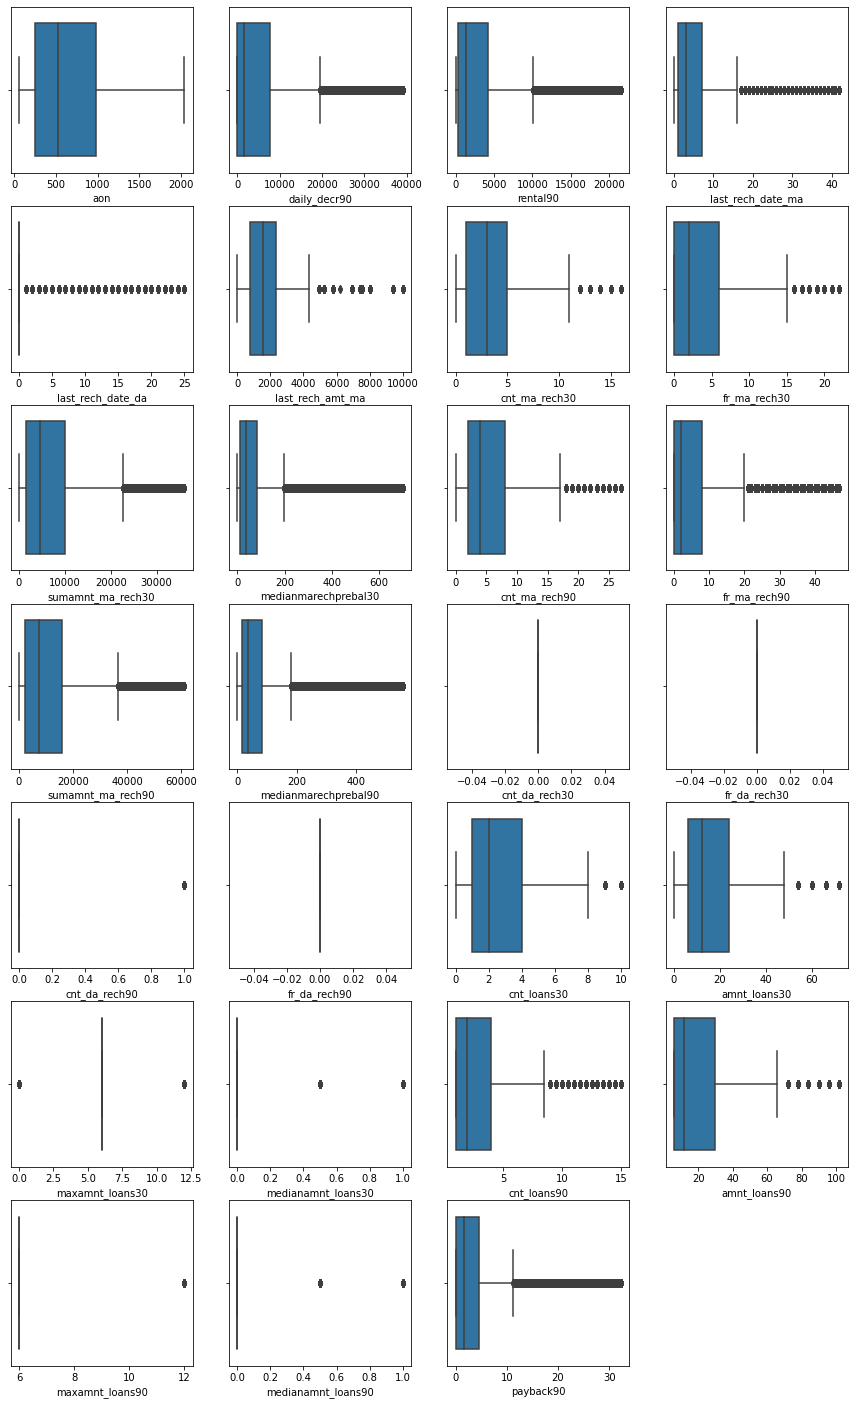 0 500 1000 1500 2000
aon
0 10000 20000 30000 40000
daily_decr90
0 5000 10000 15000 20000
rental90
0 10 20 30 40
last_rech_date_ma
0 5 10 15 20 25
last_rech_date_da
0 2000 4000 6000 8000 10000
last_rech_amt_ma
0 5 10 15
cnt_ma_rech30
0 5 10 15 20
fr_ma_rech30
0 10000 20000 30000
sumamnt_ma_rech30
0 200 400 600
medianmarechprebal30
0 5 10 15 20 25
cnt_ma_rech90
0 10 20 30 40
fr_ma_rech90
0 20000 40000 60000
sumamnt_ma_rech90
0 200 400
medianmarechprebal90
−0.04 −0.02 0.00 0.02 0.04
cnt_da_rech30
−0.04 −0.02 0.00 0.02 0.04
fr_da_rech30
0.0 0.2 0.4 0.6 0.8 1.0
cnt_da_rech90
−0.04 −0.02 0.00 0.02 0.04
fr_da_rech90
0 2 4 6 8 10
cnt_loans30
0 20 40 60
amnt_loans30
0.0 2.5 5.0 7.5 10.0 12.5
maxamnt_loans30
0.0 0.2 0.4 0.6 0.8 1.0
medianamnt_loans30
5 10 15
cnt_loans90
20 40 60 80 100
amnt_loans90
6 8 10 12
maxamnt_loans90
0.0 0.2 0.4 0.6 0.8 1.0
medianamnt_loans90
0 10 20 30
payback90